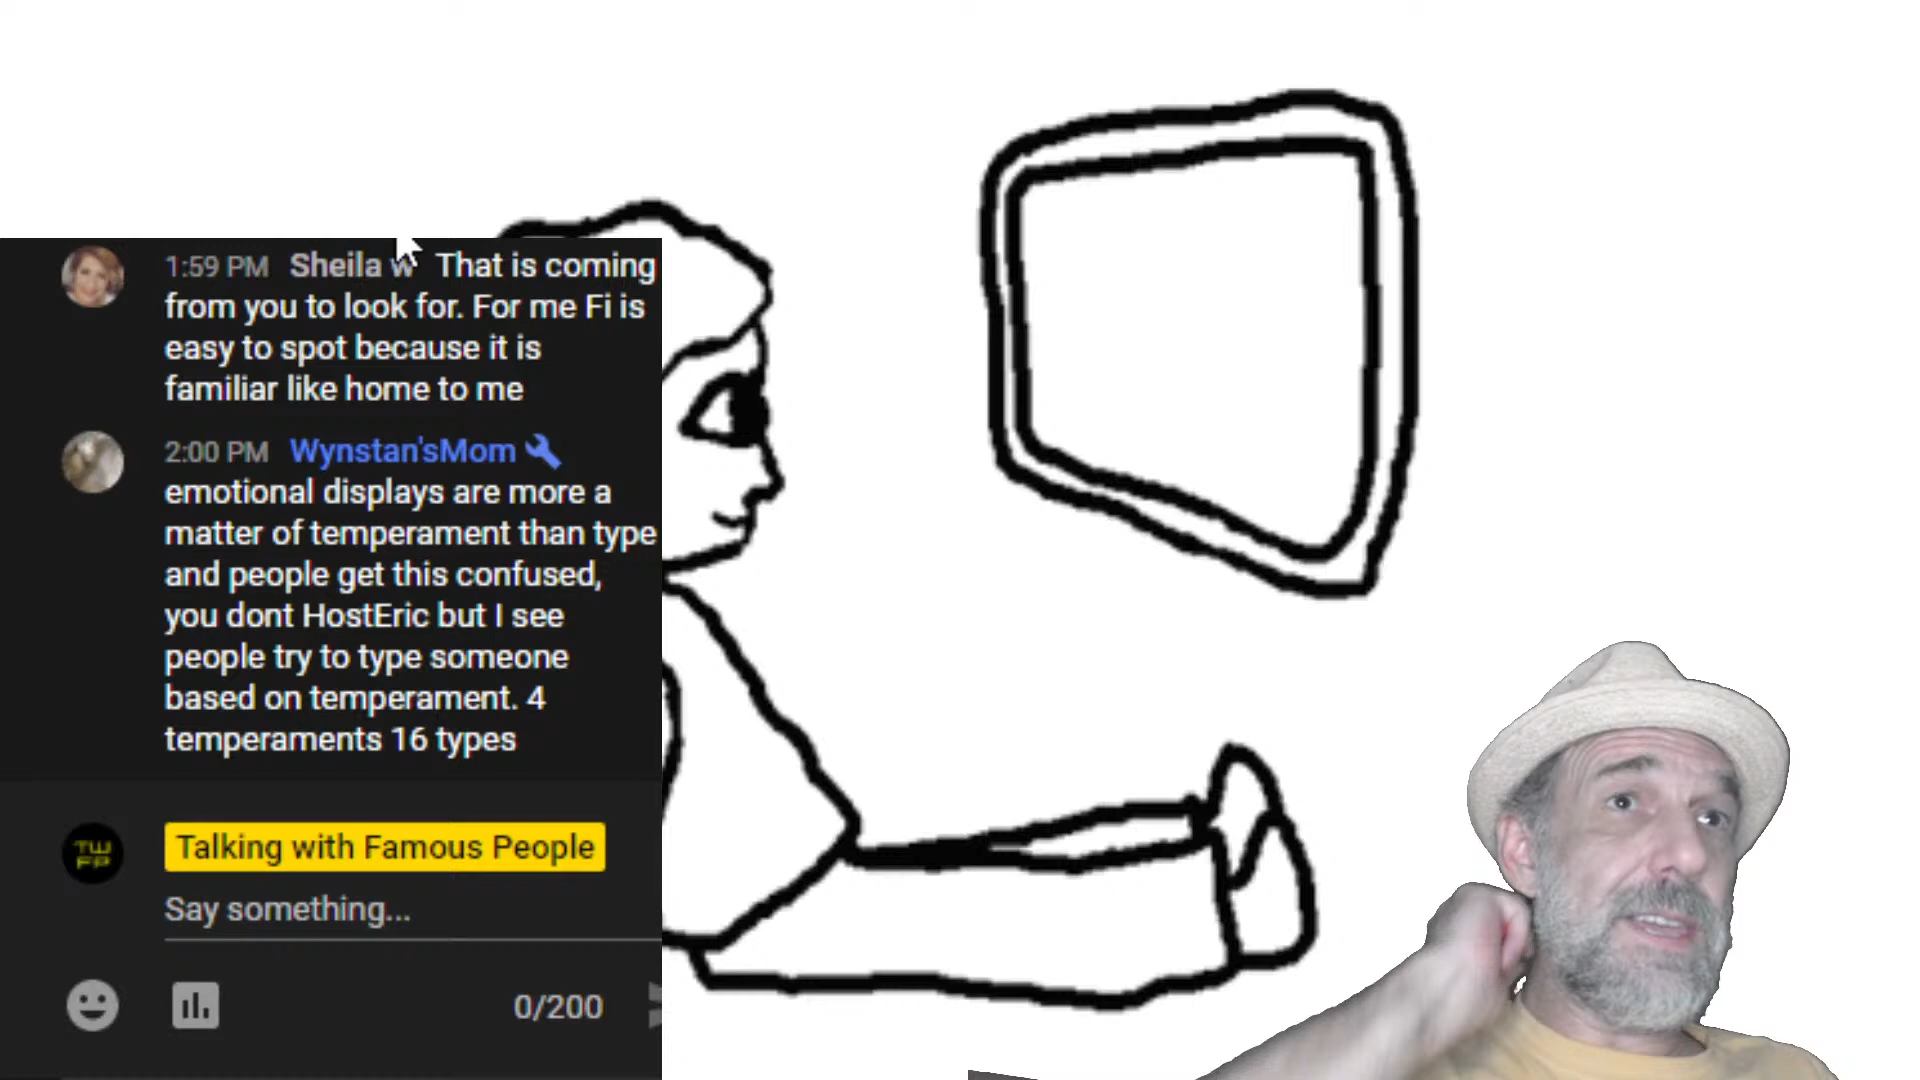 1:59 PM Sheila w That is coming
from you to look for. For me Fi is
easy to spot because it is
familiar like home to me
2:00 PM Wynstan'sMom
emotional displays are more a
matter of temperament than type
and people get this confused,
you dont HostEric but I see
people try to type someone
based on temperament. 4
temperaments 16 types
TW
FP
Talking with Famous People
Say something...
0/200